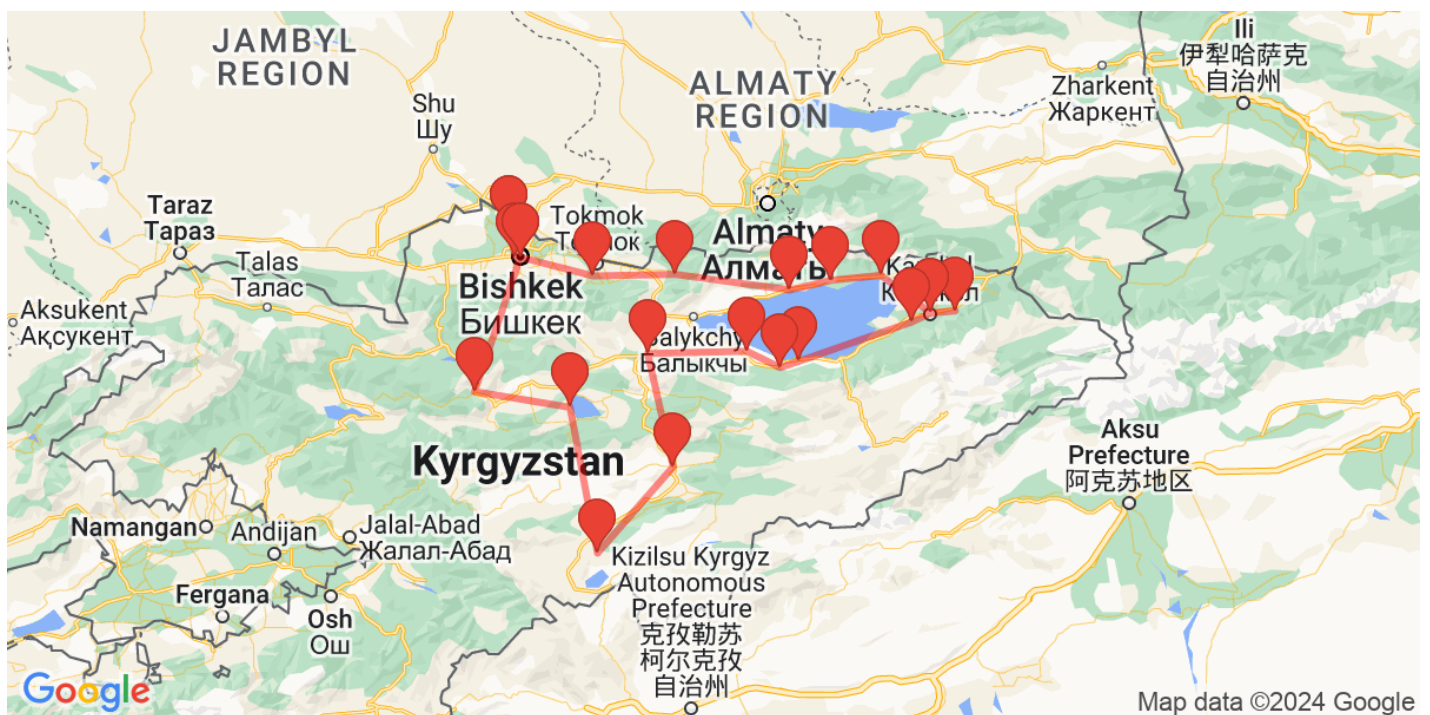 JAMBYL
REGION
Ili
伊犁哈萨克
自治州
ALMATY
REGION
Zharkent
Жаркент
Shu
Шу
Taraz
Тараз
Tokmok
Almaty
Алматы
Talas
Талас
Bishkek
Бишкек
Aksukent
Ақсукент
Balykchy
Балыкчы
Kyrgyzstan
Aksu
Prefecture
阿克苏地区
Namangan
Andijan
Jalal-Abad
Жалал-Абад
Kizilsu Kyrgyz
Autonomous
Prefecture
克孜勒苏
柯尔克孜
自治州
Fergana
Osh
Ош
Google
Map data ©2024 Google